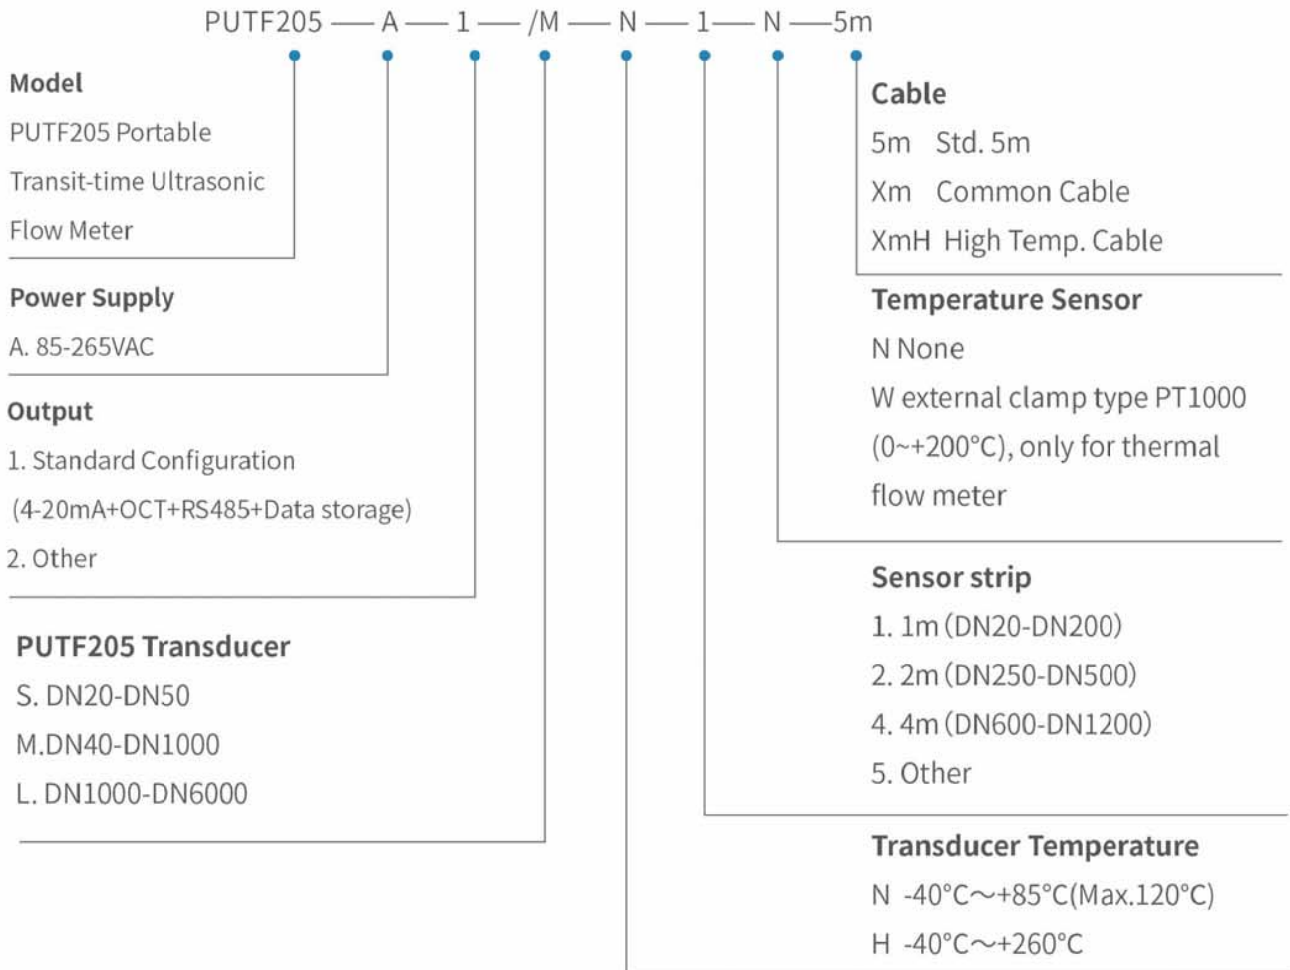 PUTF205 — A — 1 — /M — N — 1 — N —5m
Model
PUTF205 Portable
Transit-time Ultrasonic
Flow Meter
Power Supply
A. 85-265VAC
Output
1. Standard Configuration
(4-20mA+OCT+RS485+Data storage)
2. Other
PUTF205 Transducer
S. DN20-DN50
M.DN40-DN1000
L. DN1000-DN6000
Cable
5m Std. 5m
Xm Common Cable
XmH High Temp. Cable
Temperature Sensor
N None
W external clamp type PT1000
(0~+200°C), only for thermal
flow meter
Sensor strip
1. 1m(DN20-DN200)
2. 2m(DN250-DN500)
4. 4m(DN600-DN1200)
5. Other
Transducer Temperature
N -40°C~+85°C(Max.120°C)
H -40°C~+260°C